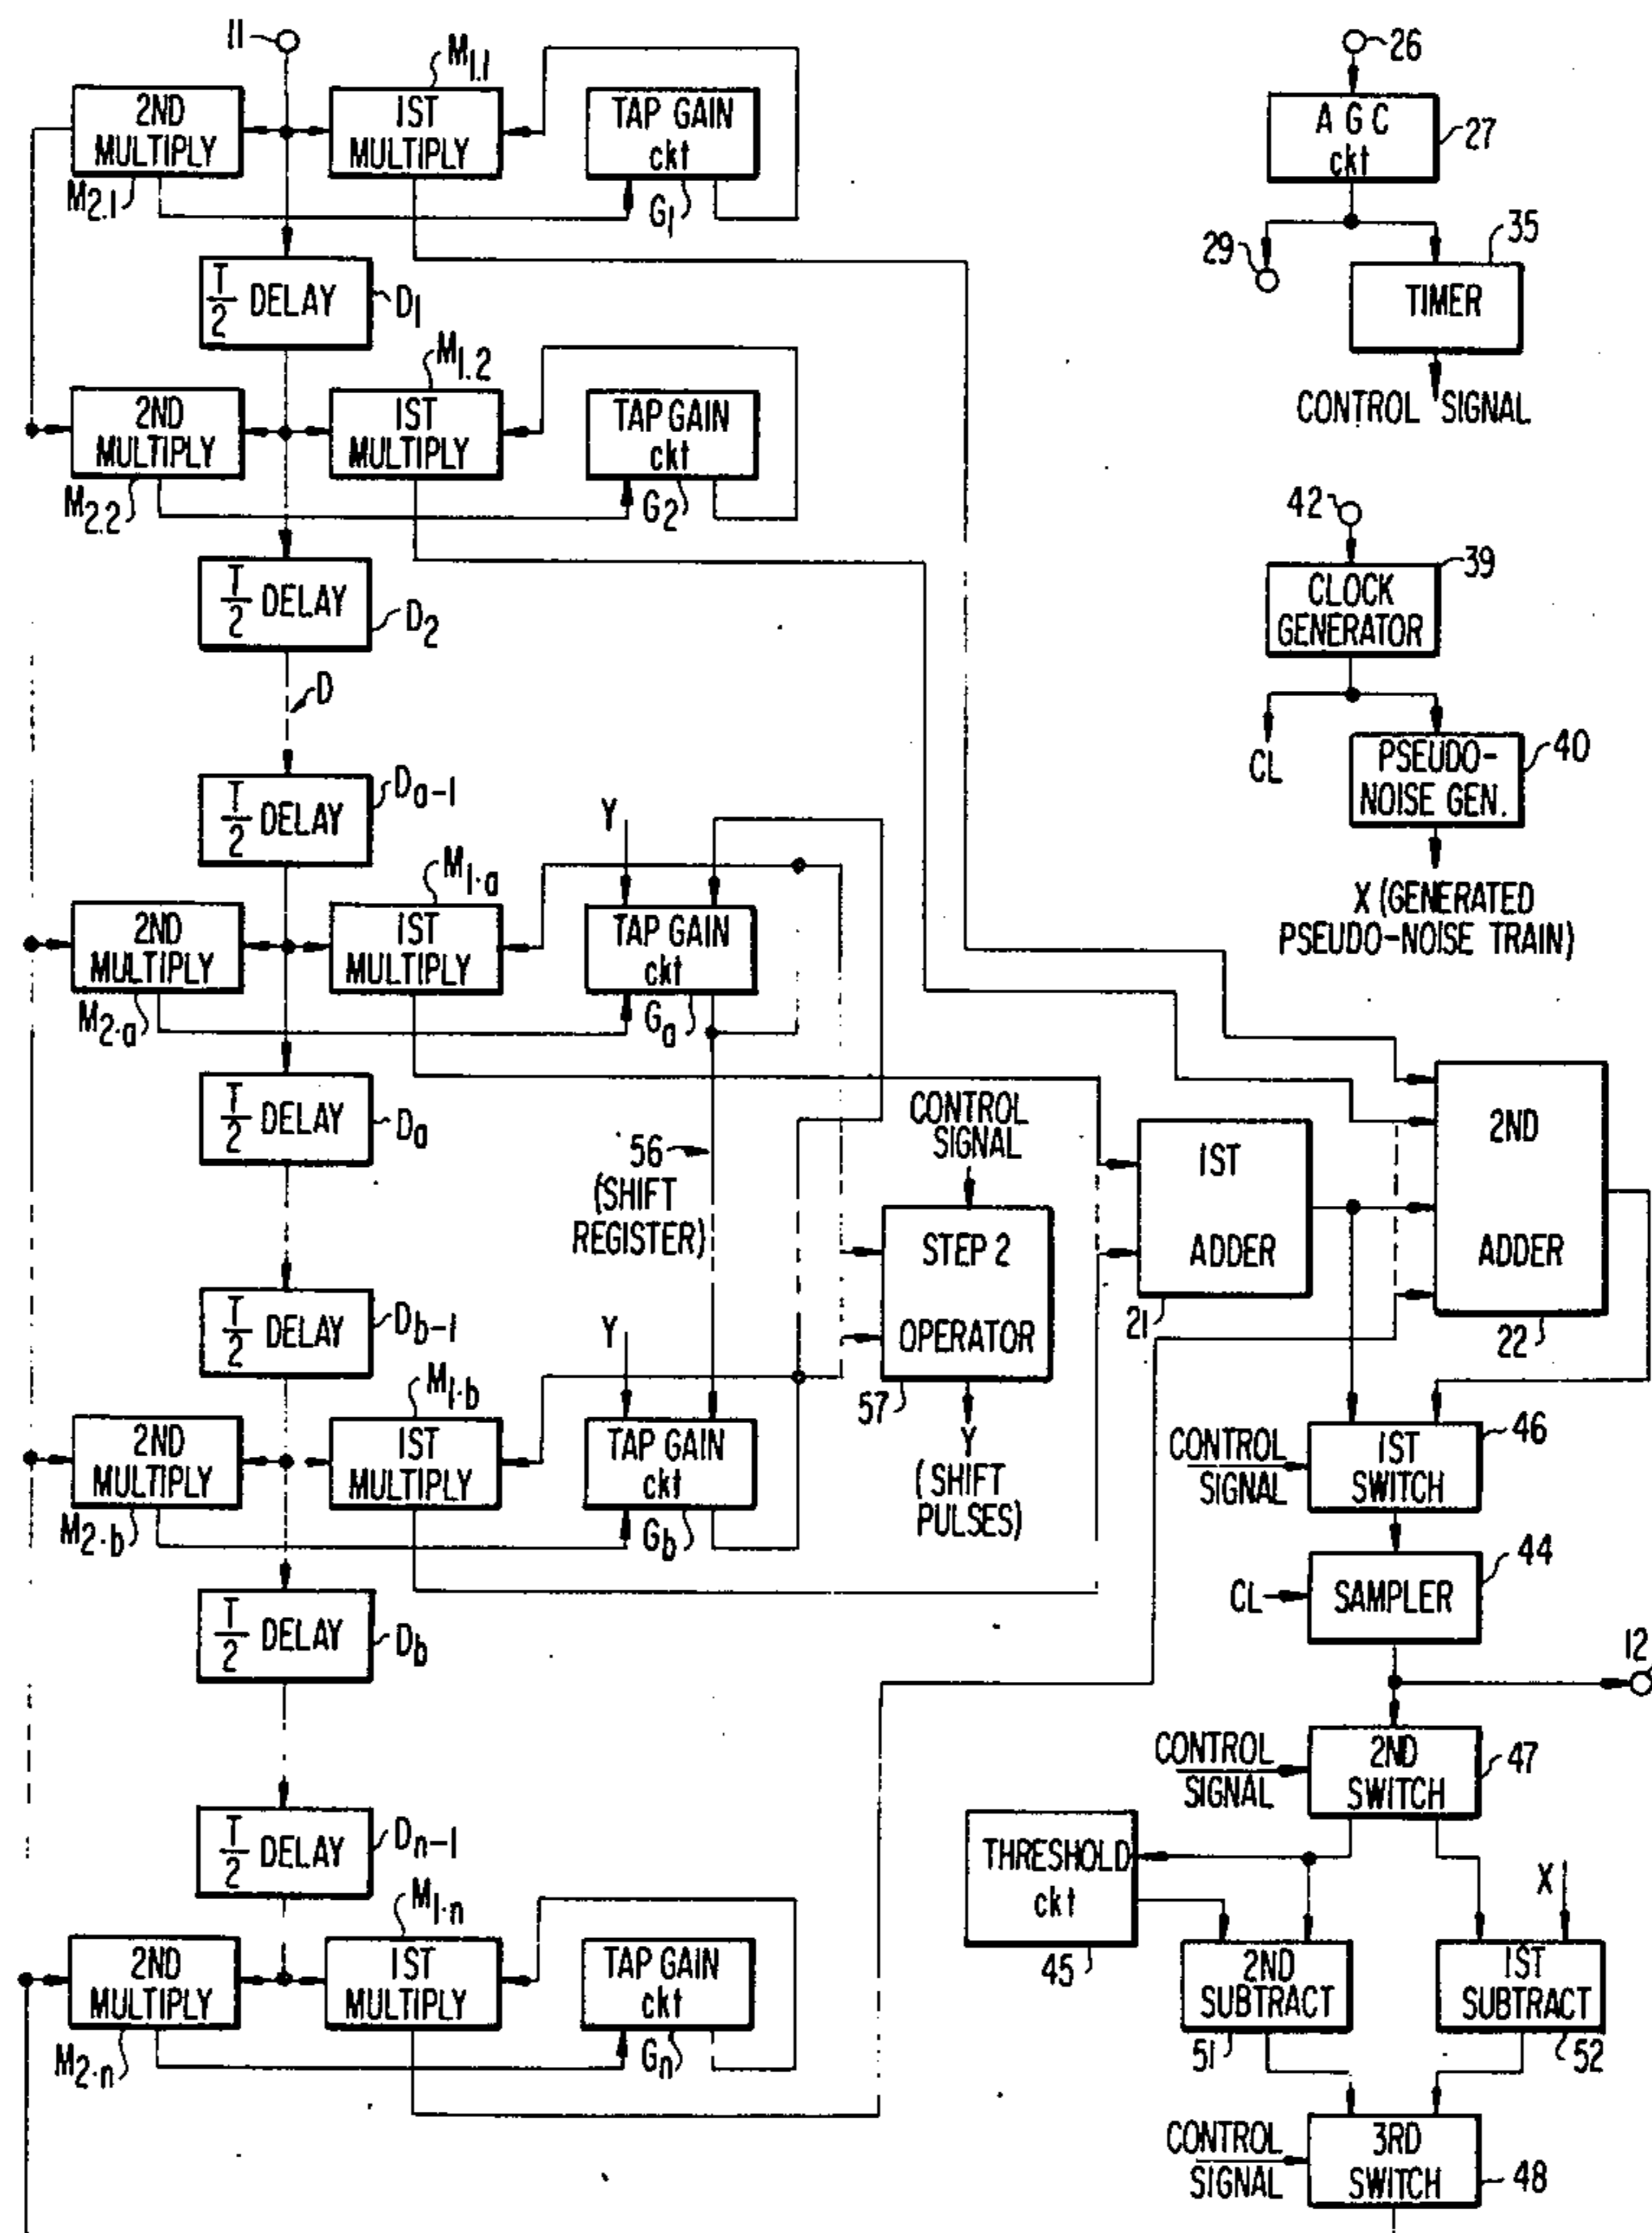 11
M1.1
2ND
MULTIPLY
1ST
MULTIPLY
TAP GAIN
ckt
M2.1
G1
T/2 DELAY
D1
M1.2
2ND
MULTIPLY
1ST
MULTIPLY
TAP GAIN
ckt
M2.2
G2
T/2 DELAY
D2
D
T/2 DELAY
Da-1
Y
M1·a
2ND
MULTIPLY
1ST
MULTIPLY
TAP GAIN
ckt
M2·a
Ga
T/2 DELAY
Da
56
(SHIFT
REGISTER)
T/2 DELAY
Db-1
Y
M1·b
2ND
MULTIPLY
1ST
MULTIPLY
TAP GAIN
ckt
M2·b
Gb
T/2 DELAY
Db
T/2 DELAY
Dn-1
M1·n
2ND
MULTIPLY
1ST
MULTIPLY
TAP GAIN
ckt
M2·n
Gn
26
A G C
ckt
27
29
35
TIMER
CONTROL SIGNAL
42
39
CLOCK
GENERATOR
CL
PSEUDO-
NOISE GEN.
40
X (GENERATED
PSEUDO-NOISE TRAIN)
CONTROL
SIGNAL
STEP 2
OPERATOR
57
Y
(SHIFT
PULSES)
1ST
ADDER
21
2ND
ADDER
22
CONTROL
SIGNAL
1ST
SWITCH
46
CL
SAMPLER
44
12
CONTROL
SIGNAL
2ND
SWITCH
47
THRESHOLD
ckt
45
X
2ND
SUBTRACT
51
1ST
SUBTRACT
52
CONTROL
SIGNAL
3RD
SWITCH
48